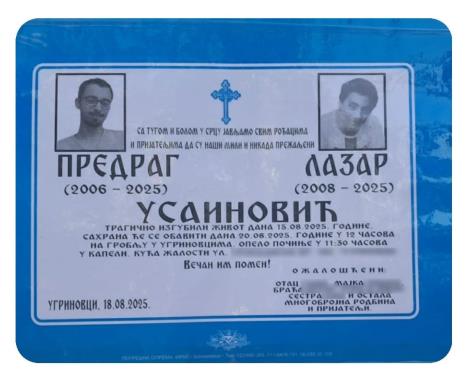 СА ТУГОМ И БОЛОМ У СРЦУ ЈАВЉАМО СВИМ РОЂАЦИМА
И ПРИЈАТЕЉИМА ДА СУ НАШИ МИЛИ И НИКАДА ПРЕЖАЉЕНИ
ПРЕДРАГ
(2006 – 2025)
ЛАЗАР
(2008 – 2025)
УСАИНОВИЋ
ТРАГИЧНО ИЗГУБИЛИ ЖИВОТ ДАНА 15.08.2025. ГОДИНЕ.
САХРАНА ЋЕ СЕ ОБАВИТИ ДАНА 20.08.2025. ГОДИНЕ У 12 ЧАСОВА
НА ГРОБЉУ У УГРИНОВЦИМА. ОПЕЛО ПОЧИЊЕ У 11:30 ЧАСОВА
У КАПЕЛИ. КУЋА ЖАЛОСТИ УЛ.
Вечан им помен!
ОЖАЛОШЋЕНИ:
ОТАЦ МАЈКА
БРАЋА
СЕСТРА И ОСТАЛА
МНОГОБРОЈНА РОДБИНА
И ПРИЈАТЕЉИ.
УГРИНОВЦИ, 18.08.2025.